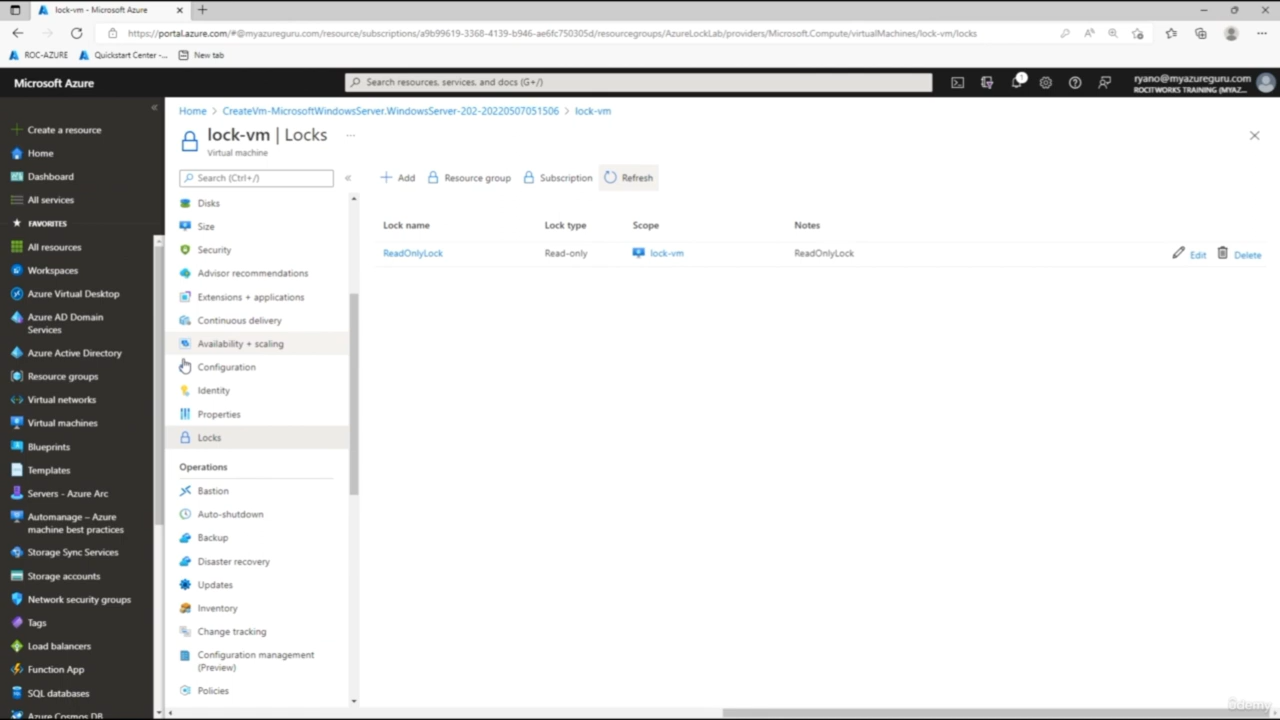 lock-vm - Microsoft Azure
https://portal.azure.com/#@myazureguru.com/resource/subscriptions/a9b99619-3368-4139-b946-ae6fc750305d/resourcegroups/AzureLockLab/providers/Microsoft.Compute/virtualMachines/lock-vm/locks
ROC-AZURE
Quickstart Center -...
New tab
Microsoft Azure
Search resources, services, and docs (G+/)
1
ryano@myazureguru.com
ROCITWORKS TRAINING (MYAZ...
Create a resource
Home
Dashboard
All services
FAVORITES
All resources
Workspaces
Azure Virtual Desktop
Azure AD Domain
Services
Azure Active Directory
Resource groups
Virtual networks
Virtual machines
Blueprints
Templates
Servers - Azure Arc
Automanage – Azure
machine best practices
Storage Sync Services
Storage accounts
Network security groups
Tags
Load balancers
Function App
SQL databases
Azure Cosmos DB
Home > CreateVm-MicrosoftWindowsServer.WindowsServer-202-20220507051506 > lock-vm
lock-vm | Locks ...
Virtual machine
Search (Ctrl+/)
Disks
Size
Security
Advisor recommendations
Extensions + applications
Continuous delivery
Availability + scaling
Configuration
Identity
Properties
Locks
Operations
Bastion
Auto-shutdown
Backup
Disaster recovery
Updates
Inventory
Change tracking
Configuration management
(Preview)
Policies
Add Resource group Subscription Refresh
Lock name Lock type Scope Notes
ReadOnlyLock Read-only lock-vm ReadOnlyLock Edit Delete
ûdemy